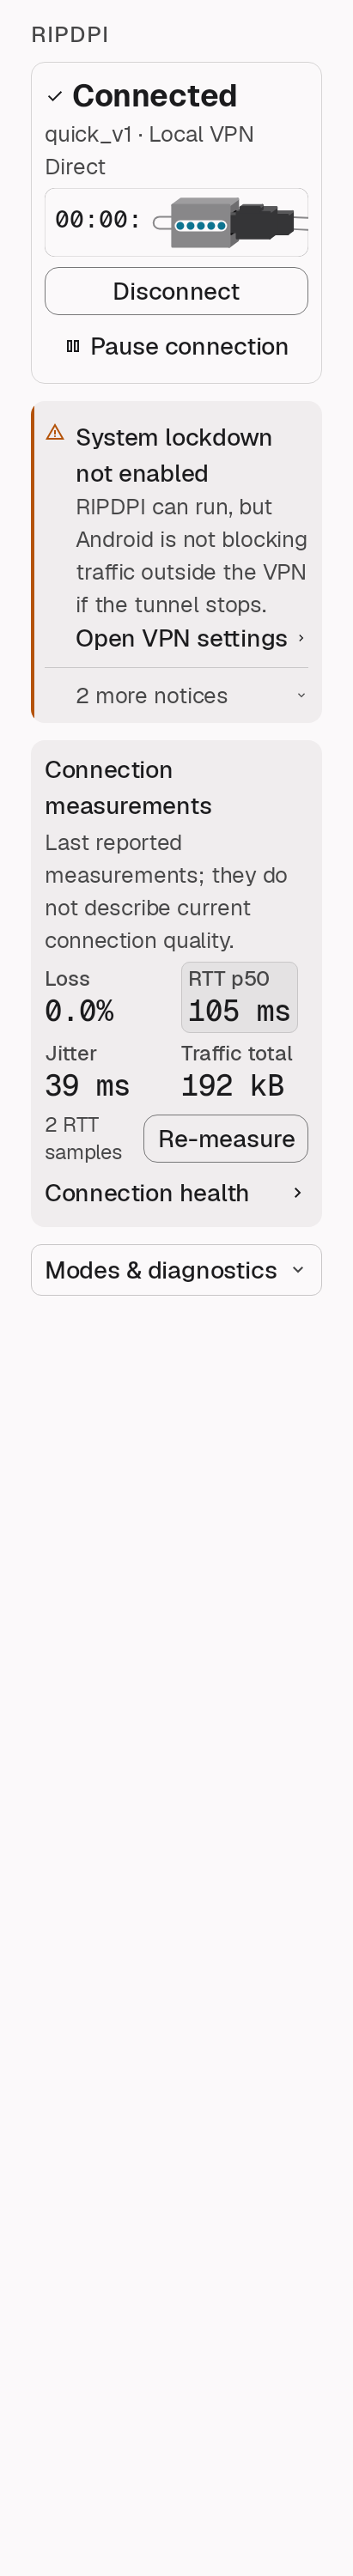 RIPDPI
Connected
quick_v1 · Local VPN
Direct
00:00:
Disconnect
Pause connection
System lockdown
not enabled
RIPDPI can run, but
Android is not blocking
traffic outside the VPN
if the tunnel stops.
Open VPN settings
2 more notices
Connection
measurements
Last reported
measurements; they do
not describe current
connection quality.
Loss
0.0%
RTT p50
105 ms
Jitter
39 ms
Traffic total
192 kB
2 RTT
samples
Re-measure
Connection health
Modes & diagnostics